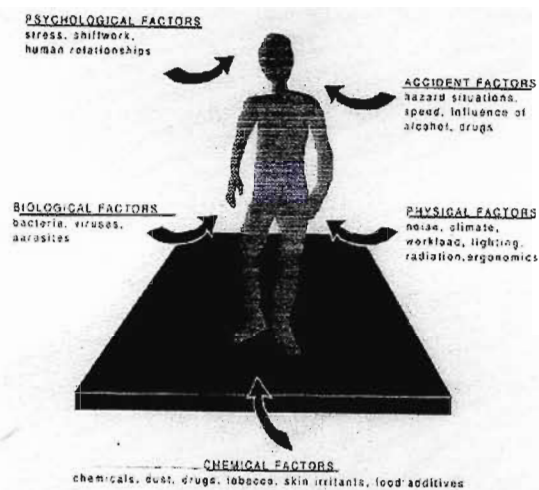 PSYCHOLOGICAL FACTORS
stress, shiftwork,
human relationships
ACCIDENT FACTORS
hazard situations,
speed, influence of
alcohol, drugs
BIOLOGICAL FACTORS
bacteria, viruses,
parasites
PHYSICAL FACTORS
noise, climate,
workload, lighting,
radiation, ergonomics
CHEMICAL FACTORS
chemicals, dust, drugs, tobacco, skin irritants, food additives